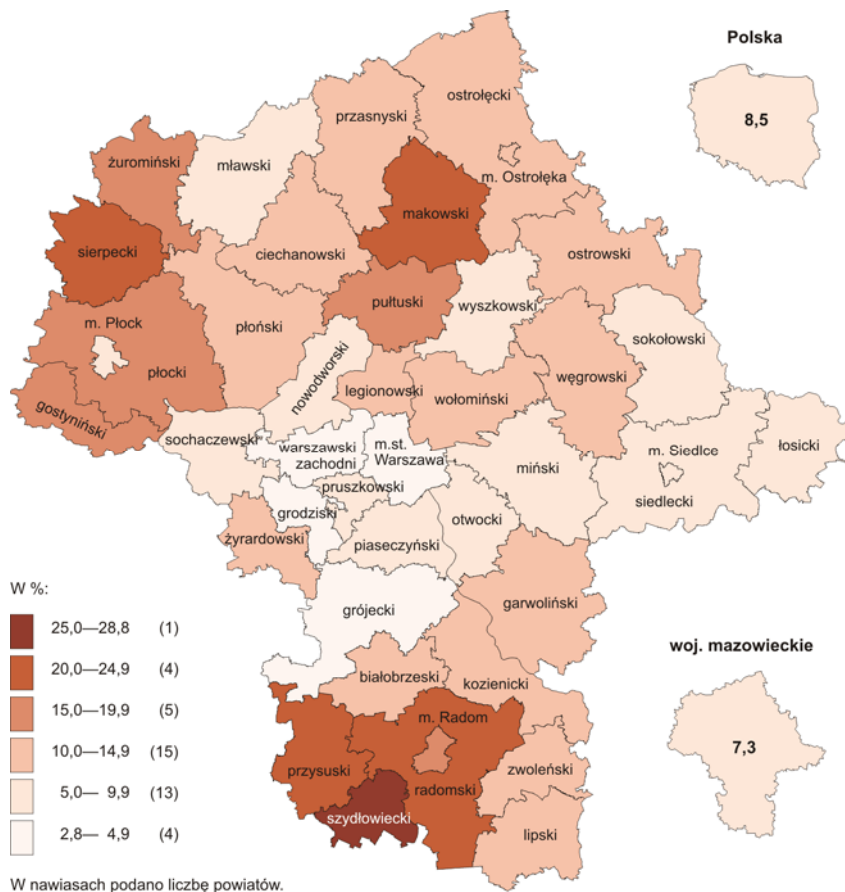 Polska
8,5
ostrołęcki
przasnyski
żuromiński
mławski
m. Ostrołęka
makowski
sierpecki
ciechanowski
ostrowski
pułtuski
wyszkowski
m. Płock
płoński
sokołowski
płocki
nowodworski
legionowski
wołomiński
węgrowski
gostyniński
sochaczewski
warszawski
zachodni
m.st.
Warszawa
m. Siedlce
łosicki
miński
pruszkowski
siedlecki
grodziski
otwocki
żyrardowski
piaseczyński
garwoliński
grójecki
W %:
25,0—28,8 (1)
20,0—24,9 (4)
15,0—19,9 (5)
10,0—14,9 (15)
5,0— 9,9 (13)
2,8— 4,9 (4)
woj. mazowieckie
7,3
białobrzeski
kozienicki
m. Radom
zwoleński
przysuski
radomski
szydłowiecki
lipski
W nawiasach podano liczbę powiatów.